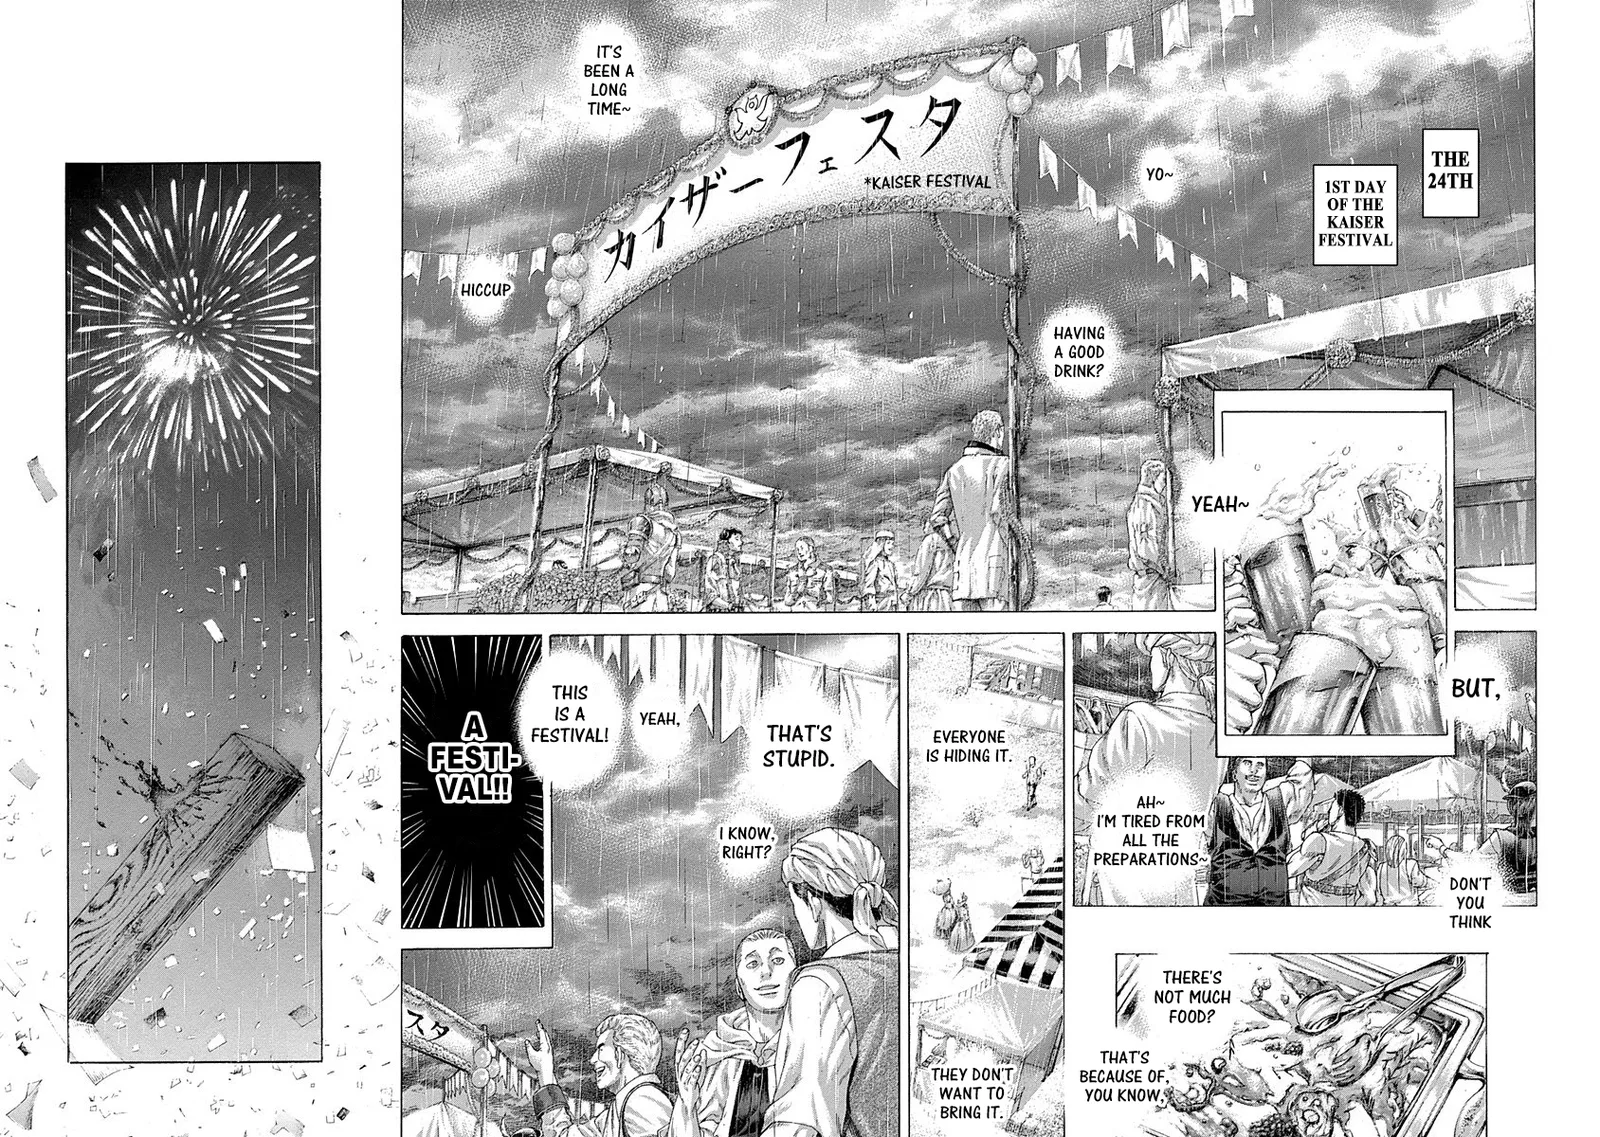 THE
24TH
1ST DAY
OF THE
KAISER
FESTIVAL
YO~
IT'S
BEEN A
LONG
TIME~
カイザーフェスタ
*KAISER FESTIVAL
HICCUP
HAVING
A GOOD
DRINK?
YEAH~
BUT,
AH~
I'M TIRED FROM
ALL THE
PREPARATIONS~
DON'T
YOU
THINK
THERE'S
NOT MUCH
FOOD?
THAT'S
BECAUSE OF,
YOU KNOW,
EVERYONE
IS HIDING IT.
THEY DON'T
WANT TO
BRING IT.
THAT'S
STUPID.
I KNOW,
RIGHT?
YEAH,
THIS
IS A
FESTIVAL!
スタ
A
FESTI-
VAL!!